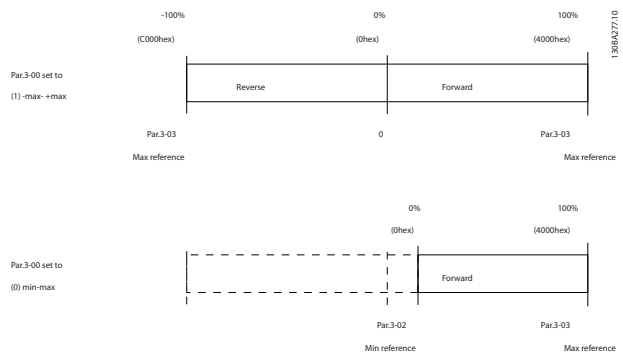 -100% 0% 100%
(C000hex) (0hex) (4000hex)
130BA277.10
Par.3-00 set to
(1) -max- +max
Reverse Forward
Par.3-03 0 Par.3-03
Max reference Max reference
0% 100%
(0hex) (4000hex)
Par.3-00 set to
(0) min-max
Forward
Par.3-02 Par.3-03
Min reference Max reference